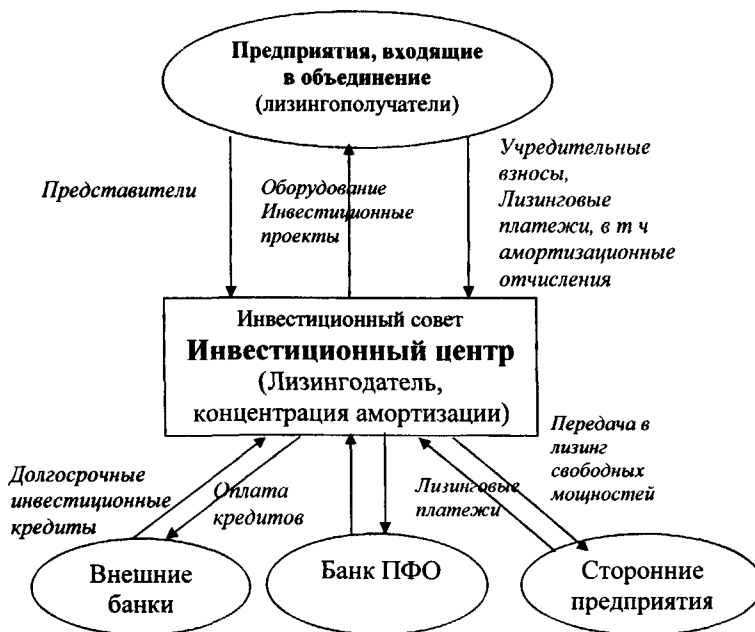 Предприятия, входящие
в объединение
(лизингополучатели)
Представители
Оборудование
Инвестиционные
проекты
Учредительные
взносы,
Лизинговые
платежи, в т ч
амортизационные
отчисления
Инвестиционный совет
Инвестиционный центр
(Лизингодатель,
концентрация амортизации)
Долгосрочные
инвестиционные
кредиты
Оплата
кредитов
Лизинговые
платежи
Передача в
лизинг
свободных
мощностей
Внешние
банки
Банк ПФО
Сторонние
предприятия